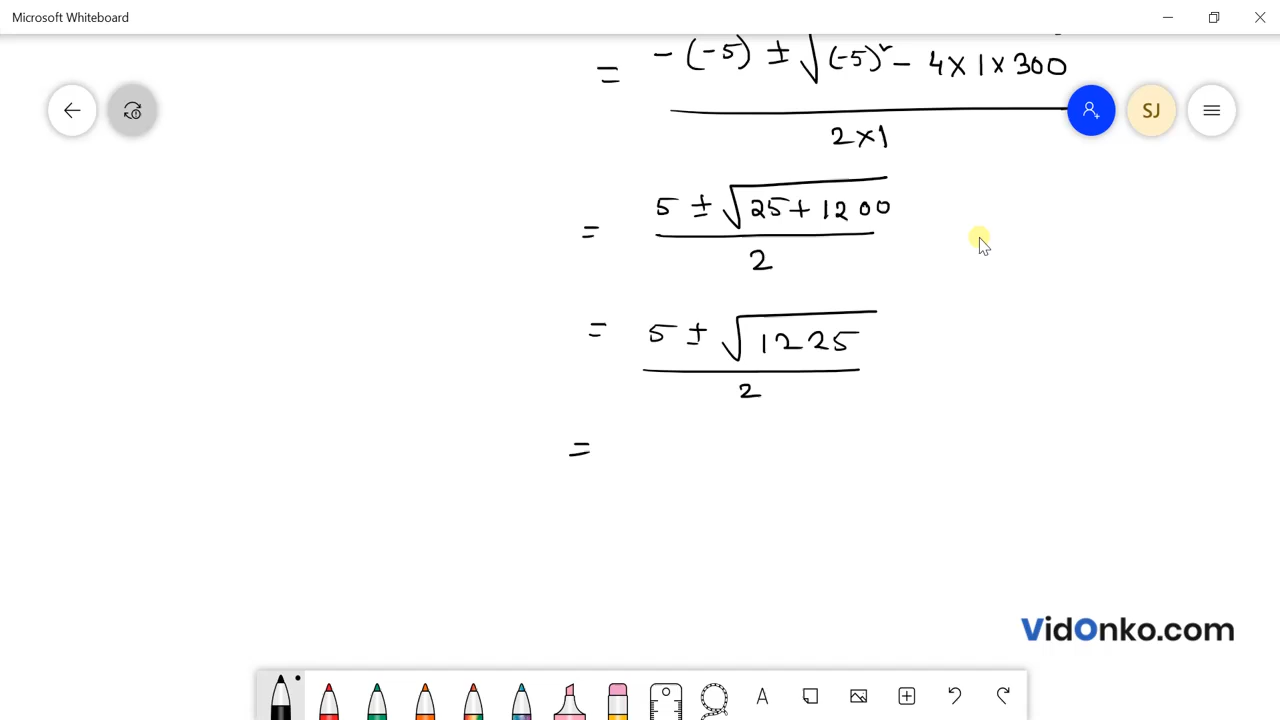 Microsoft Whiteboard
= -(-5) ± √(-5)² - 4×1×300
2×1
SJ
= 5 ± √25+1200
2
= 5 ± √1225
2
=
VidOnko.com
A